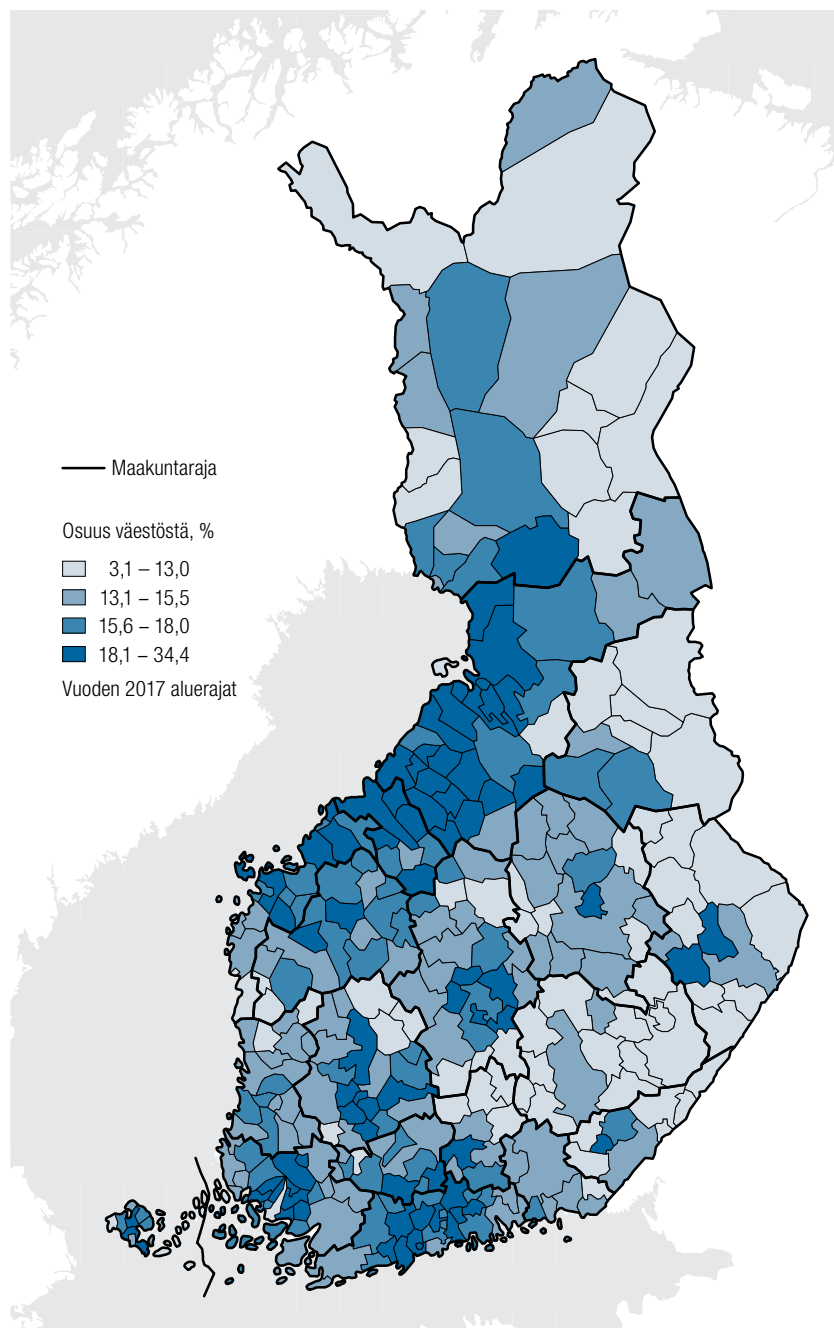 Maakuntaraja
Osuus väestöstä, %
3,1 – 13,0
13,1 – 15,5
15,6 – 18,0
18,1 – 34,4
Vuoden 2017 aluerajat